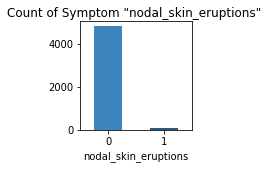 Count of Symptom "nodal_skin_eruptions"
4000
2000
0
0 1
nodal_skin_eruptions